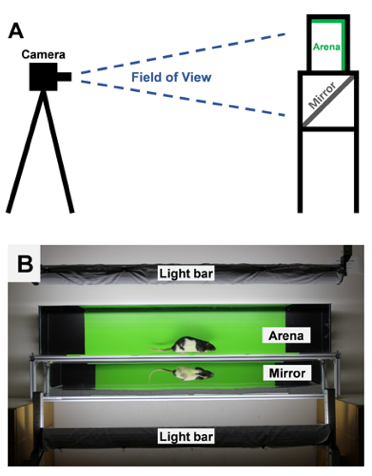 A
Camera
Field of View
Arena
Mirror
B
Light bar
Arena
Mirror
Light bar